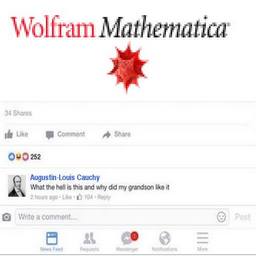 Wolfram Mathematica
34 Shares
Like Comment Share
252
Augustin-Louis Cauchy
What the hell is this and why did my grandson like it
2 hours ago · Like · 104 · Reply
Write a comment... Post
News Feed Requests Messenger Notifications More